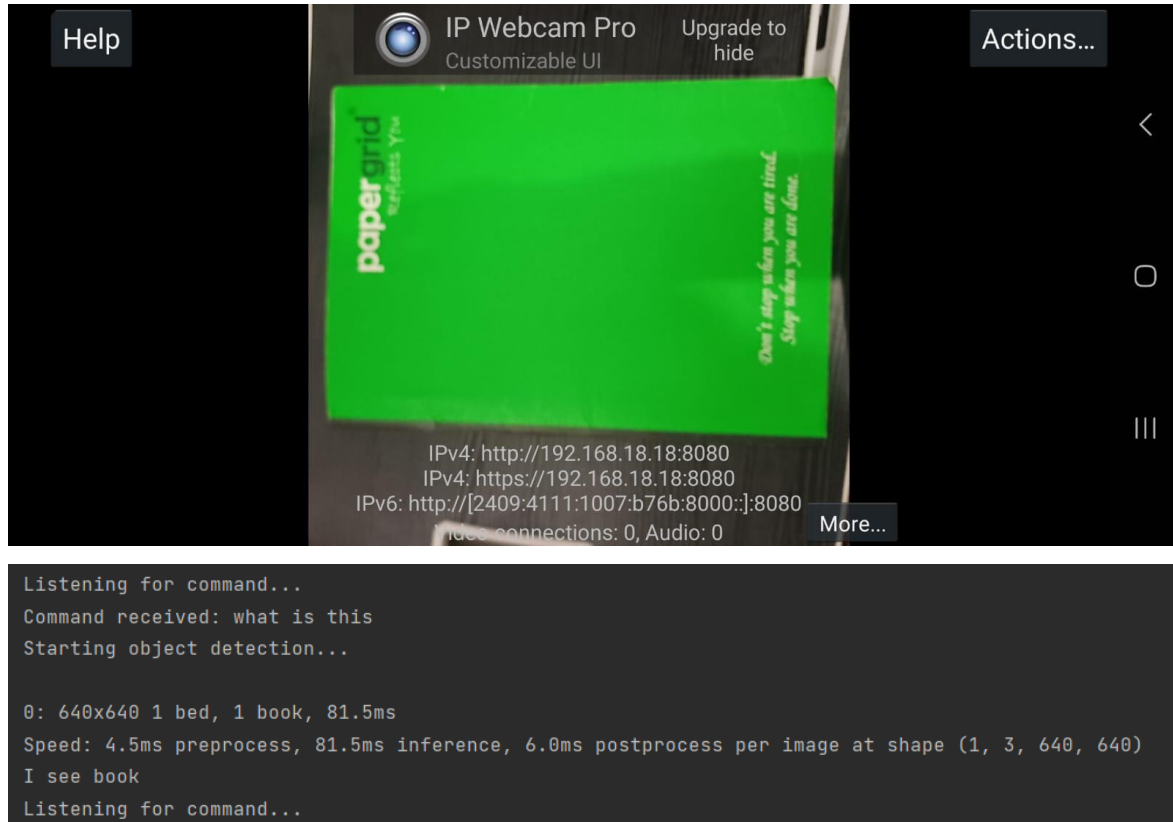 Help
IP Webcam Pro
Customizable UI
Upgrade to
hide
Actions...
papergrid
Reflects You
Don't stop when you are tired.
Stop when you are done.
IPv4: http://192.168.18.18:8080
IPv4: https://192.168.18.18:8080
IPv6: http://[2409:4111:1007:b76b:8000::]:8080
Video connections: 0, Audio: 0
More...
Listening for command...
Command received: what is this
Starting object detection...
0: 640x640 1 bed, 1 book, 81.5ms
Speed: 4.5ms preprocess, 81.5ms inference, 6.0ms postprocess per image at shape (1, 3, 640, 640)
I see book
Listening for command...